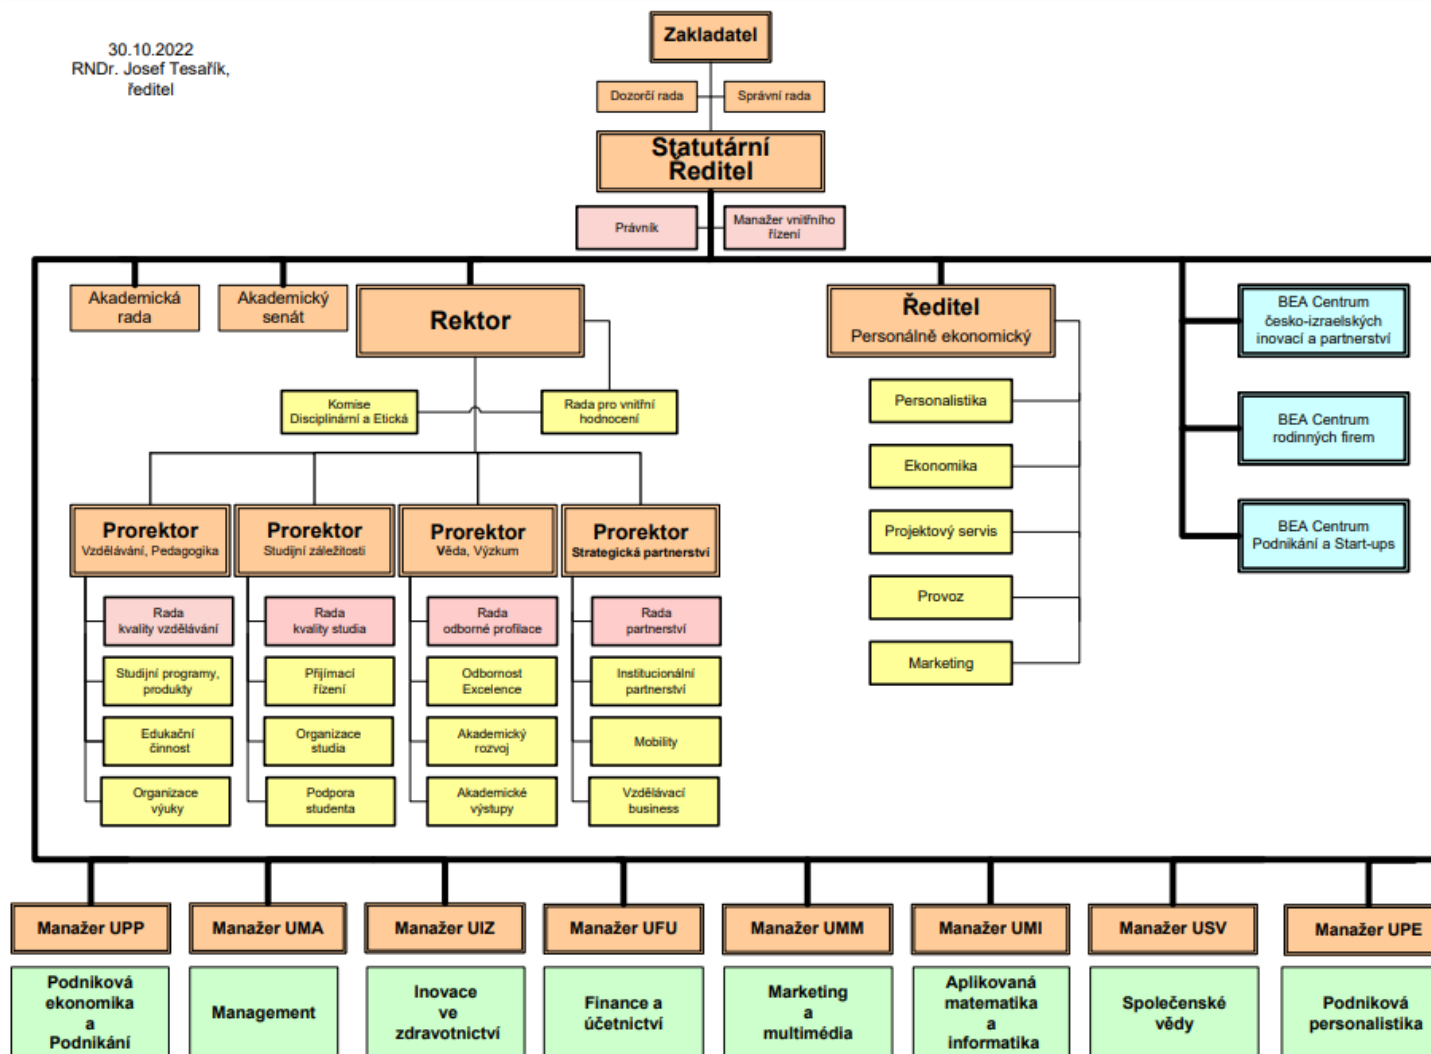 30.10.2022
RNDr. Josef Tesařík,
ředitel
Zakladatel
Dozorčí rada
Správní rada
Statutární
Ředitel
Právník
Manažer vnitřního
řízení
Akademická
rada
Akademický
senát
Rektor
Ředitel
Personálně ekonomický
BEA Centrum
česko-izraelských
inovací a partnerství
Komise
Disciplinární a Etická
Rada pro vnitřní
hodnocení
Personalistika
BEA Centrum
rodinných firem
Ekonomika
Prorektor
Vzdělávání, Pedagogika
Prorektor
Studijní záležitosti
Prorektor
Věda, Výzkum
Prorektor
Strategická partnerství
Projektový servis
BEA Centrum
Podnikání a Start-ups
Provoz
Rada
kvality vzdělávání
Rada
kvality studia
Rada
odborné profilace
Rada
partnerství
Marketing
Studijní programy,
produkty
Přijímací
řízení
Odbornost
Excelence
Institucionální
partnerství
Edukační
činnost
Organizace
studia
Akademický
rozvoj
Mobility
Organizace
výuky
Podpora
studenta
Akademické
výstupy
Vzdělávací
business
Manažer UPP
Manažer UMA
Manažer UIZ
Manažer UFU
Manažer UMM
Manažer UMI
Manažer USV
Manažer UPE
Podniková
ekonomika
a
Podnikání
Management
Inovace
ve
zdravotnictví
Finance a
účetnictví
Marketing
a
multimédia
Aplikovaná
matematika
a
informatika
Společenské
vědy
Podniková
personalistika